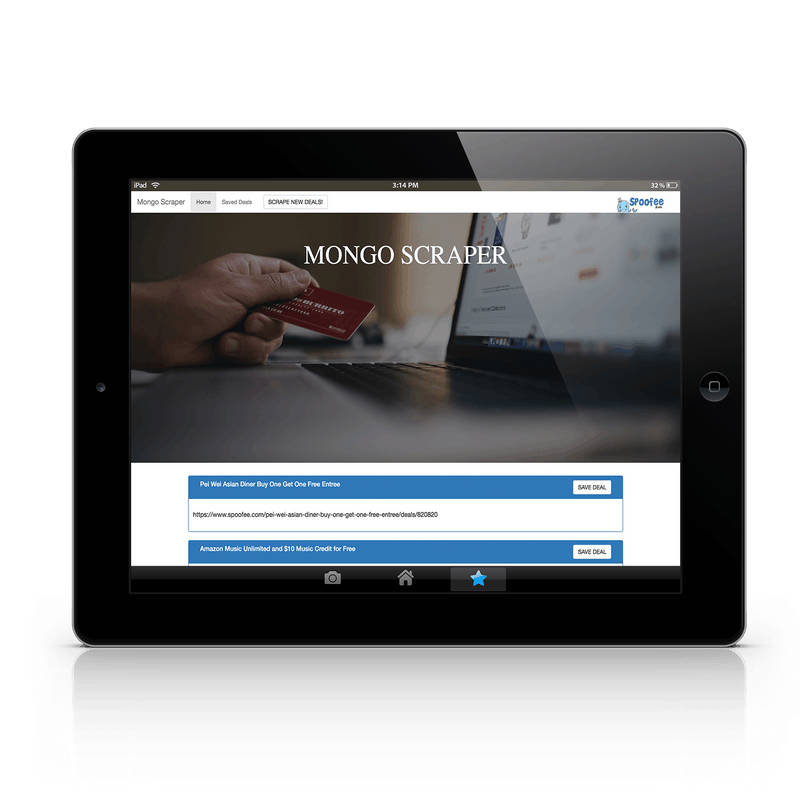 iPad 3:14 PM 32 %
Mongo Scraper Home Saved Deals SCRAPE NEW DEALS! Spoofee
MONGO SCRAPER
BURRITO
Pei Wei Asian Diner Buy One Get One Free Entree SAVE DEAL
https://www.spoofee.com/pei-wei-asian-diner-buy-one-get-one-free-entree/deals/820820
Amazon Music Unlimited and $10 Music Credit for Free SAVE DEAL